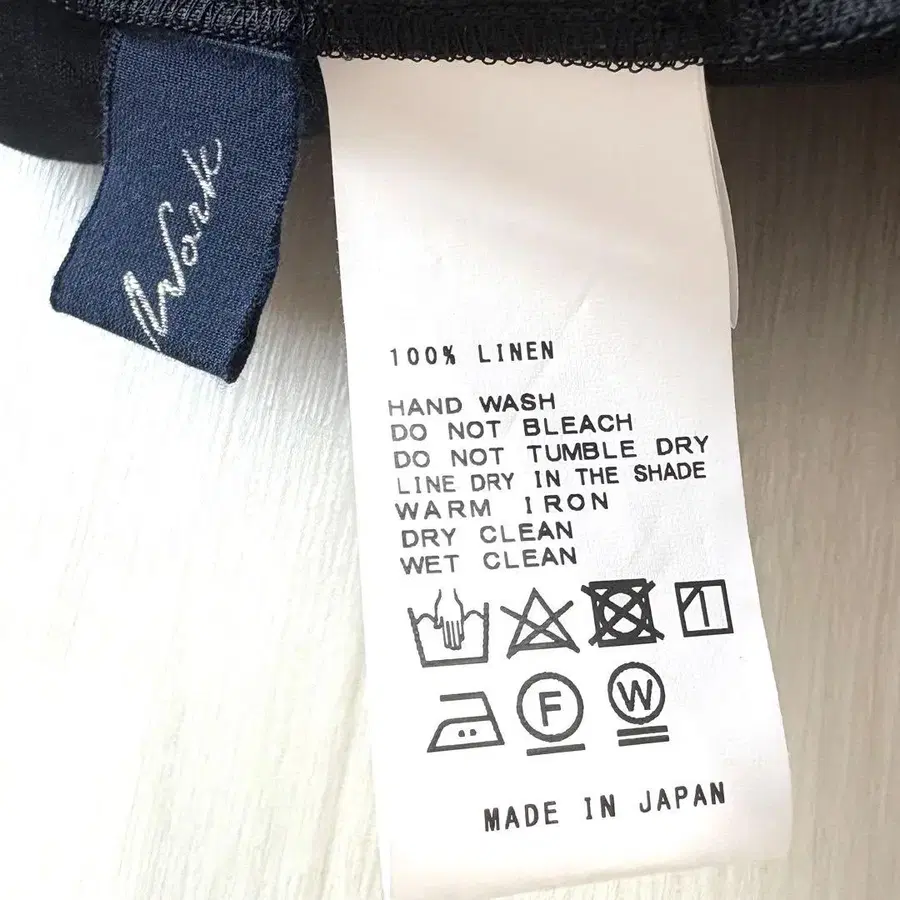 Work
100% LINEN
HAND WASH
DO NOT BLEACH
DO NOT TUMBLE DRY
LINE DRY IN THE SHADE
WARM IRON
DRY CLEAN
WET CLEAN
F
W
MADE IN JAPAN